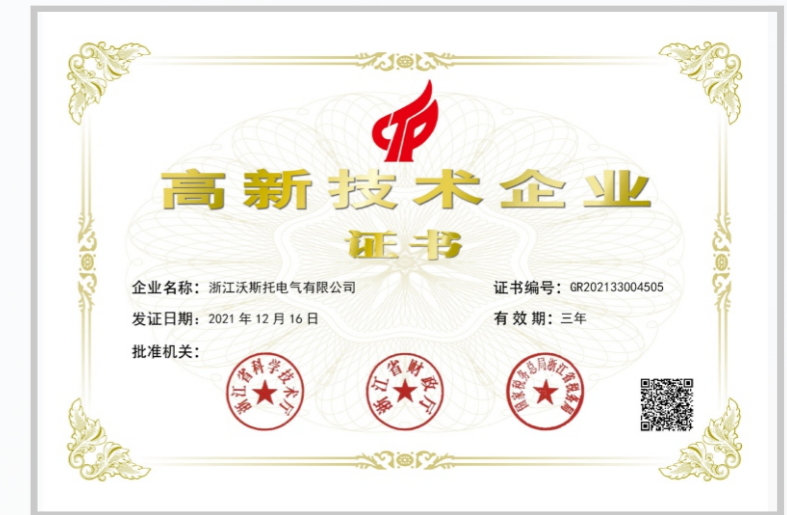 高新技术企业
证书
企业名称：浙江沃斯托电气有限公司
证书编号：GR202133004505
发证日期：2021 年 12 月 16 日
有效期：三年
批准机关：
浙江省科学技术厅
浙江省财政厅
国家税务总局浙江省税务局